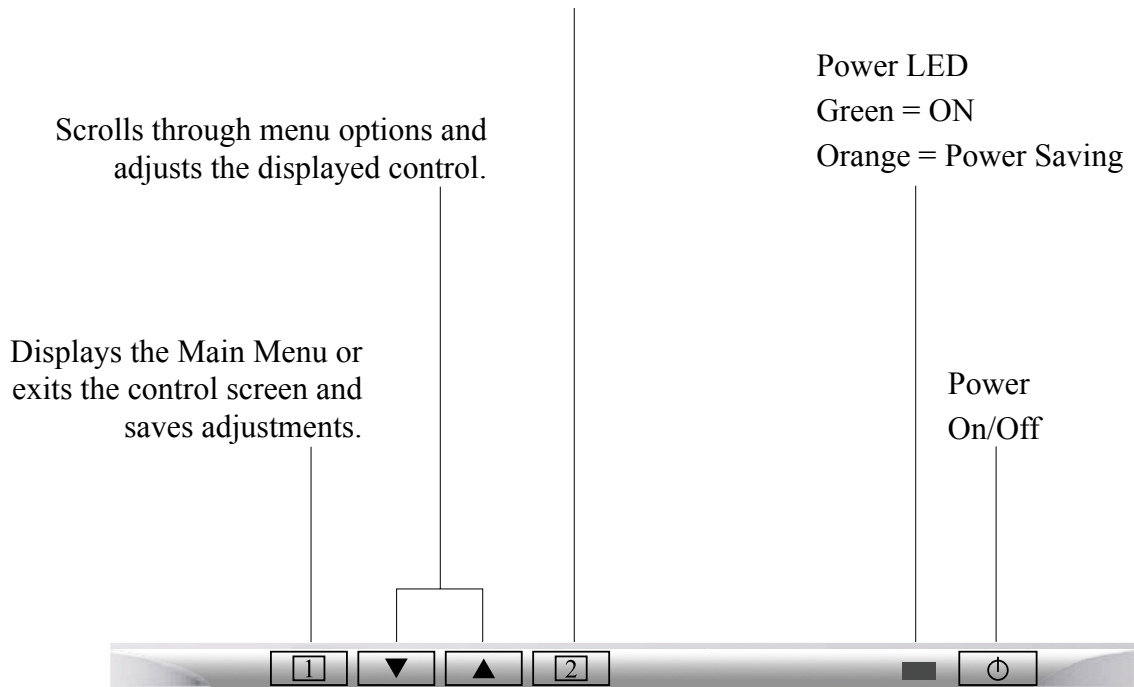 Power LED
Green = ON
Orange = Power Saving
Scrolls through menu options and
adjusts the displayed control.
Displays the Main Menu or
exits the control screen and
saves adjustments.
Power
On/Off
1 ▼ ▲ 2